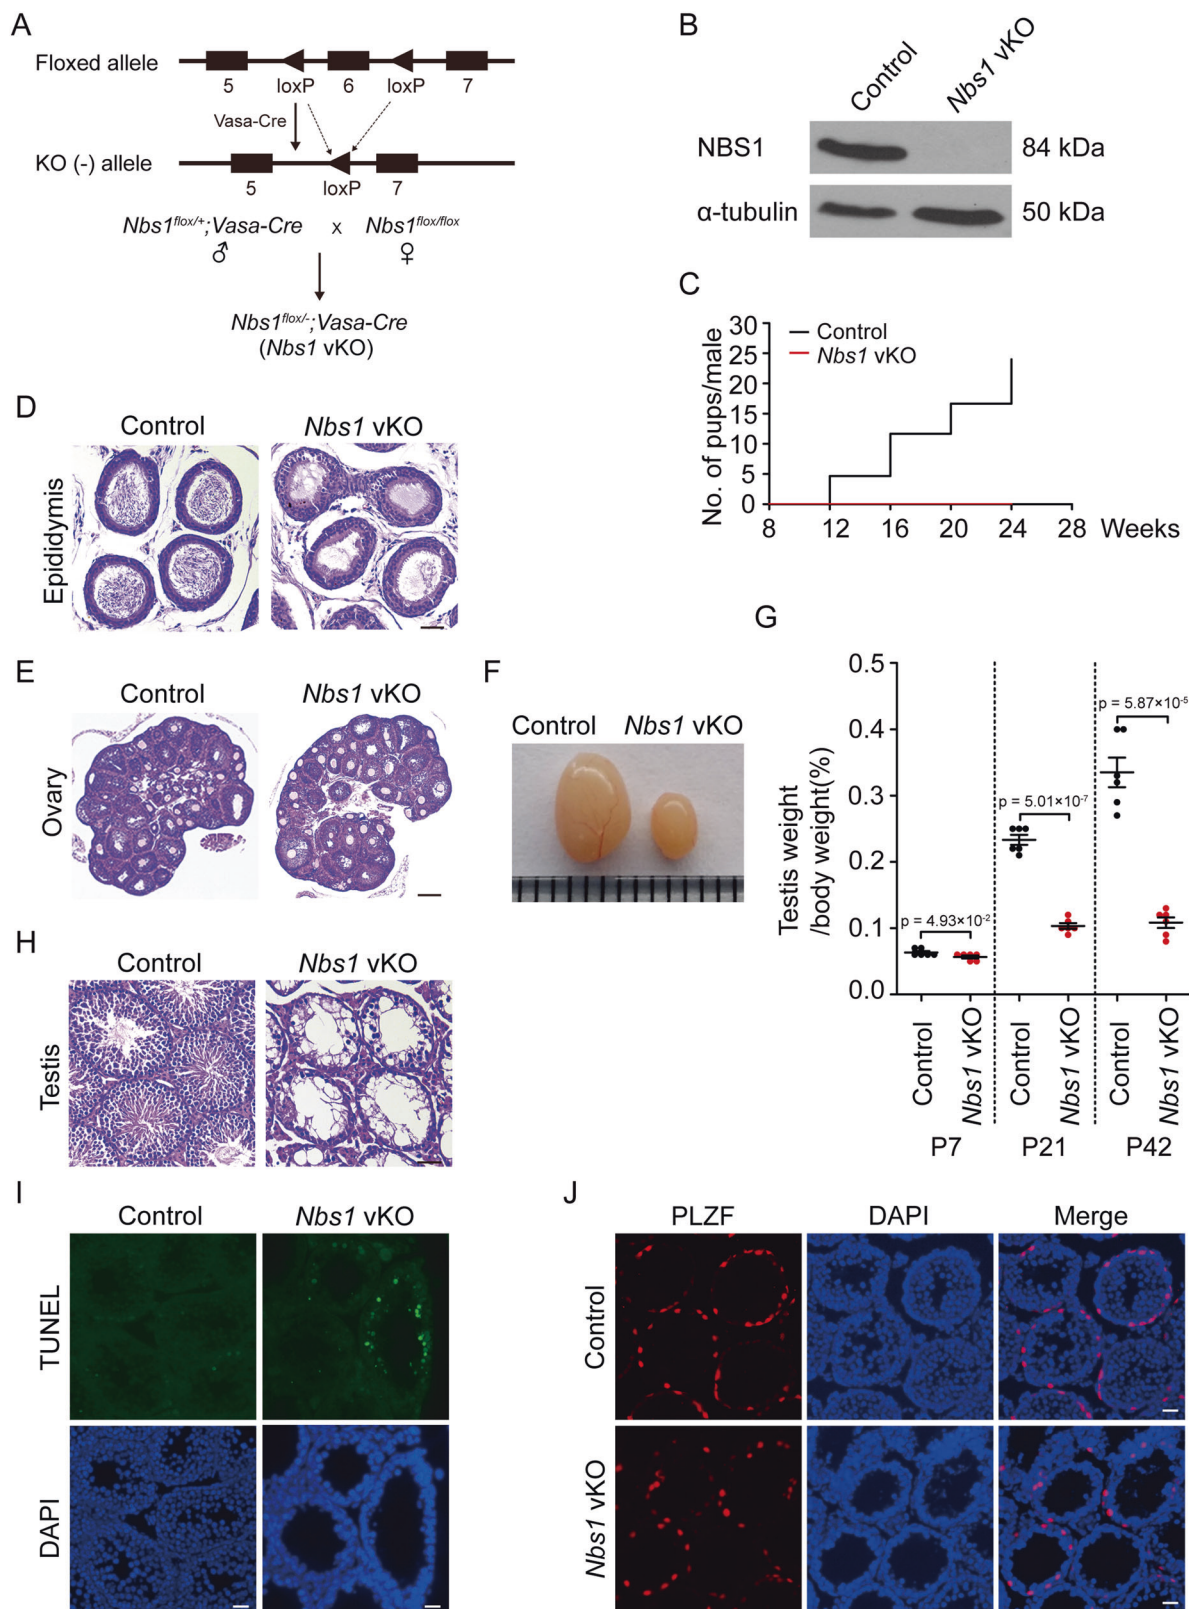 A
Floxed allele
5 loxP 6 loxP 7
Vasa-Cre
KO (-) allele
5 loxP 7
Nbs1flox/+;Vasa-Cre x Nbs1flox/flox
♂ ♀
Nbs1flox/-;Vasa-Cre
(Nbs1 vKO)
B
Control Nbs1 vKO
NBS1 84 kDa
α-tubulin 50 kDa
C
No. of pups/male
30
25
20
15
10
5
0
Control
Nbs1 vKO
8 12 16 20 24 28 Weeks
D
Control Nbs1 vKO
Epididymis
E
Control Nbs1 vKO
Ovary
F
Control Nbs1 vKO
G
Testis weight
/body weight(%)
0.5
0.4
0.3
0.2
0.1
0.0
p = 4.93×10-2
p = 5.01×10-7
p = 5.87×10-5
Control Nbs1 vKO Control Nbs1 vKO Control Nbs1 vKO
P7 P21 P42
H
Control Nbs1 vKO
Testis
I
Control Nbs1 vKO
TUNEL
DAPI
J
PLZF DAPI Merge
Control
Nbs1 vKO